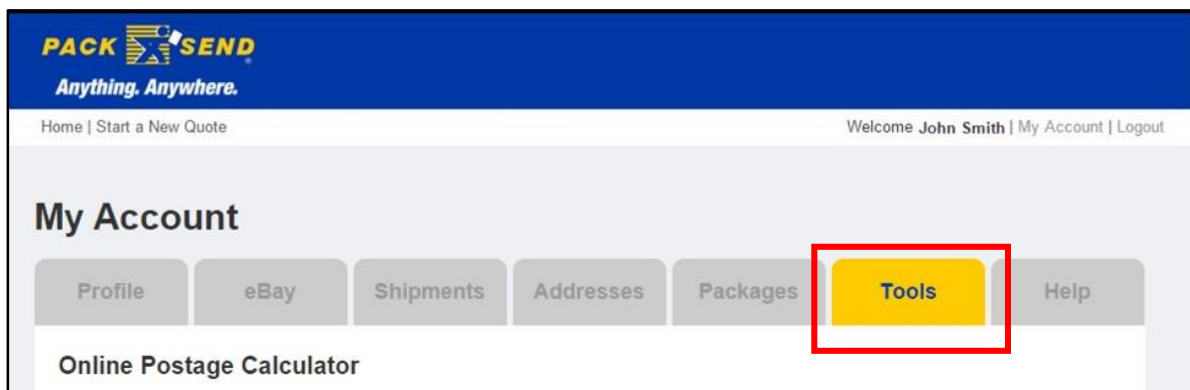 PACK SEND
Anything. Anywhere.
Home | Start a New Quote
Welcome John Smith | My Account | Logout
My Account
Profile eBay Shipments Addresses Packages Tools Help
Online Postage Calculator